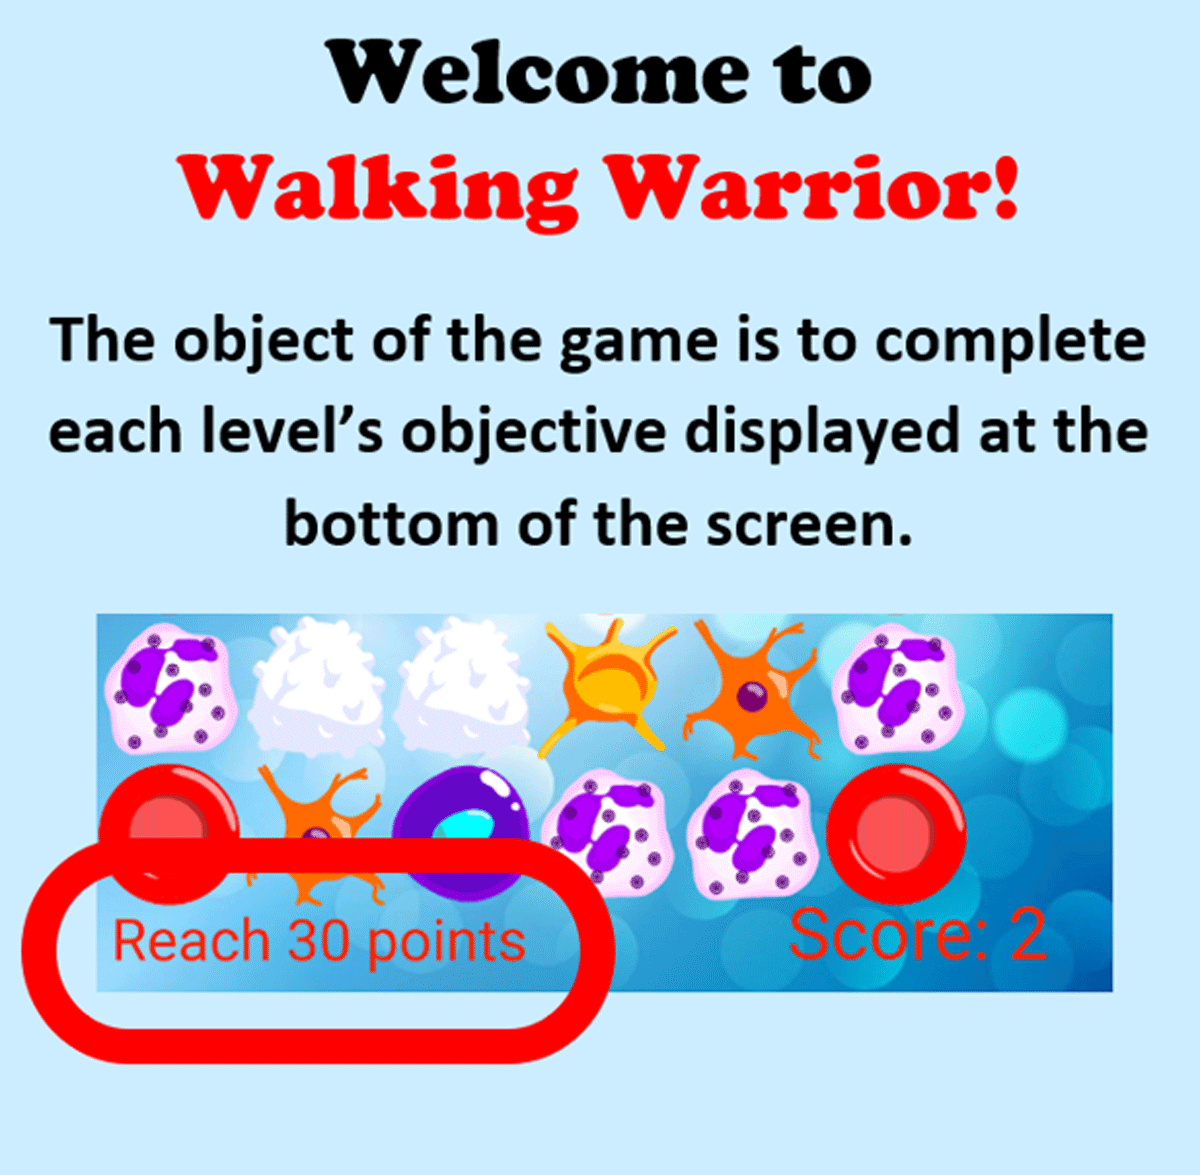 Welcome to
Walking Warrior!
The object of the game is to complete
each level’s objective displayed at the
bottom of the screen.
Reach 30 points
Score: 2